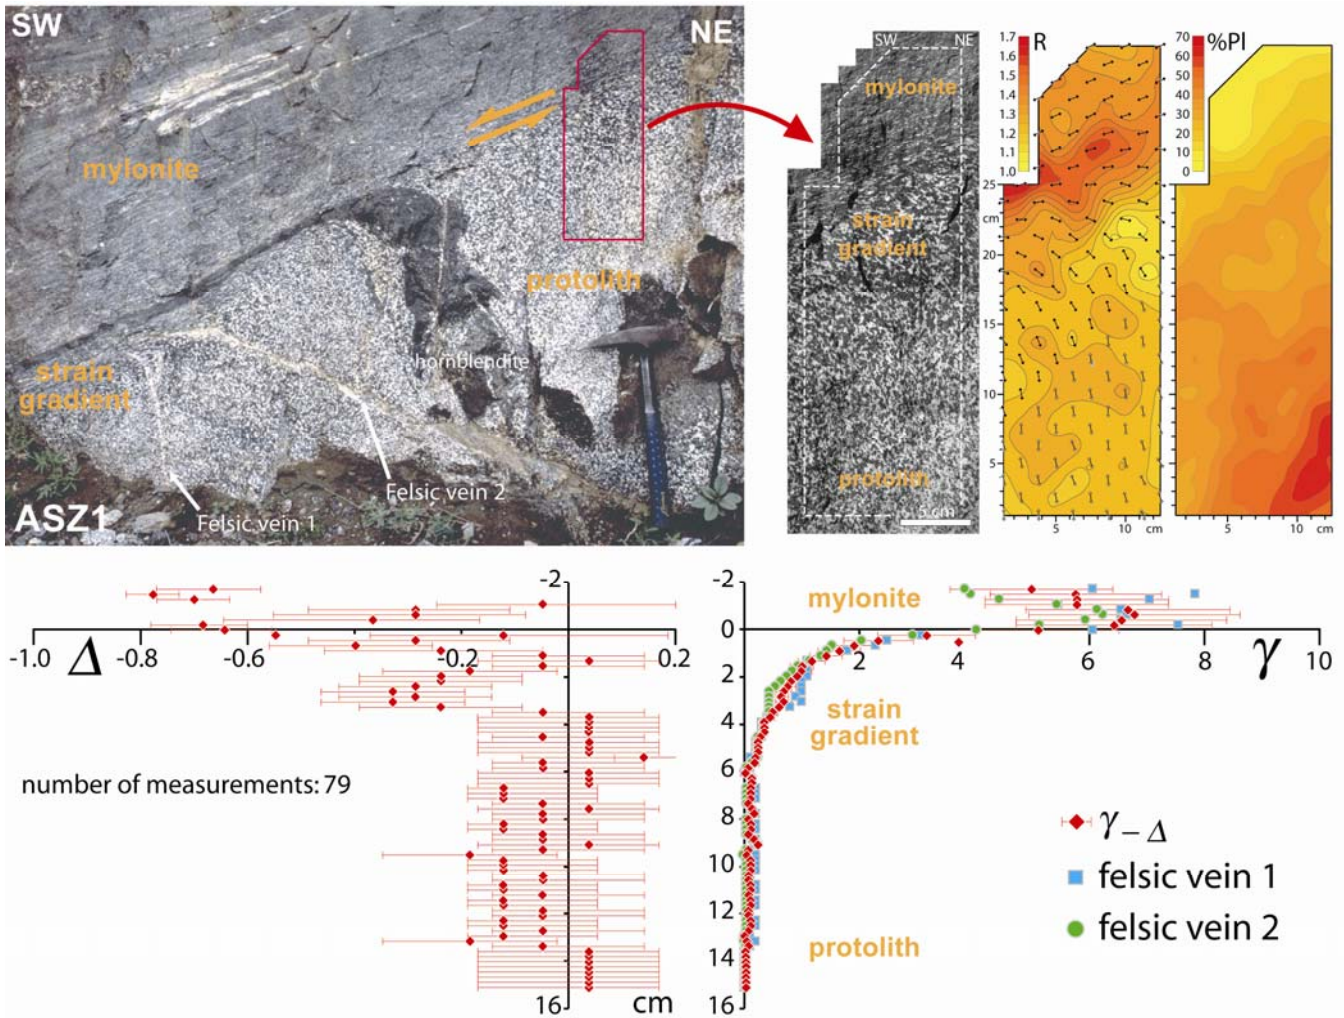 SW
NE
mylonite
protolith
hornblendite
strain
gradient
Felsic vein 2
Felsic vein 1
ASZ1
SW
NE
mylonite
strain
gradient
protolith
5 cm
1.7
R
1.6
1.5
1.4
1.3
1.2
1.1
1.0
25
cm
20
15
10
5
5
10
cm
70
%Pl
60
50
40
30
20
10
0
5
10
cm
-2
-1.0
Δ
-0.8
-0.6
-0.4
-0.2
0.2
number of measurements: 79
16
cm
-2
mylonite
0
2
4
6
8
10
γ
2
strain
gradient
4
6
8
10
12
protolith
14
16
γ−Δ
felsic vein 1
felsic vein 2